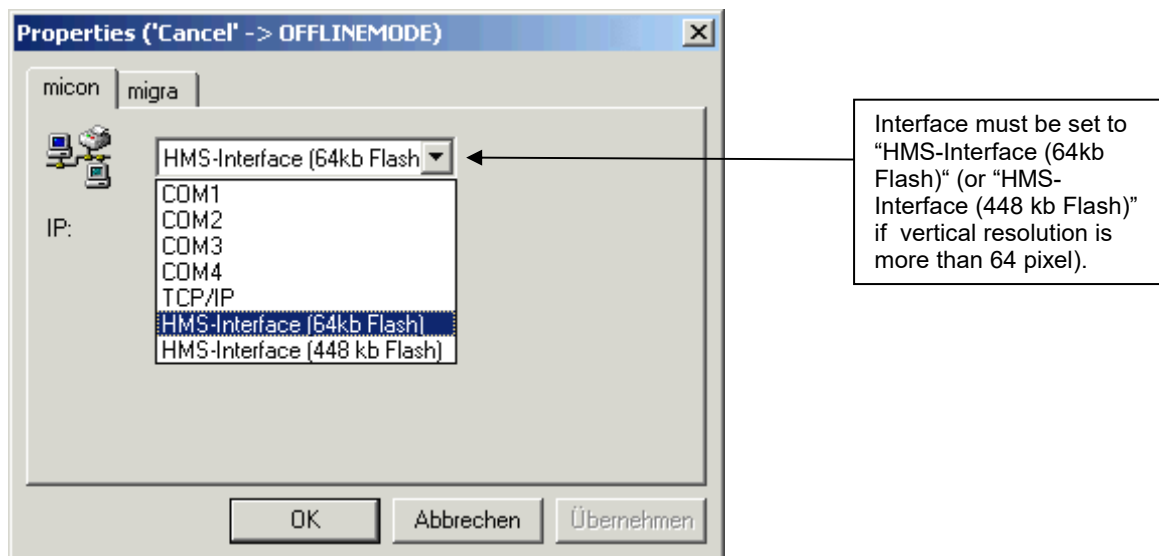 Properties ('Cancel' -> OFFLINEMODE)
micon
migra
HMS-Interface (64kb Flash
COM1
COM2
COM3
COM4
TCP/IP
HMS-Interface (64kb Flash)
HMS-Interface (448 kb Flash)
IP:
OK
Abbrechen
Übernehmen
Interface must be set to
“HMS-Interface (64kb
Flash)“ (or “HMS-
Interface (448 kb Flash)”
if  vertical resolution is
more than 64 pixel).